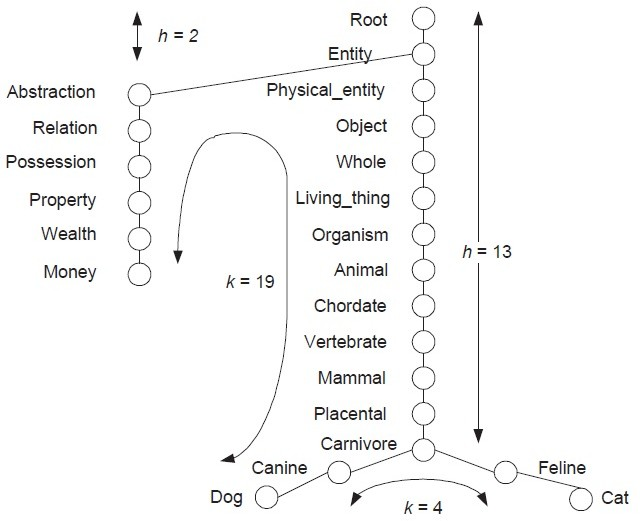 Root
h = 2
Entity
Abstraction
Physical_entity
Relation
Object
Possession
Whole
Property
Living_thing
Wealth
Organism
h = 13
Money
Animal
k = 19
Chordate
Vertebrate
Mammal
Placental
Carnivore
Canine
Feline
Dog
k = 4
Cat